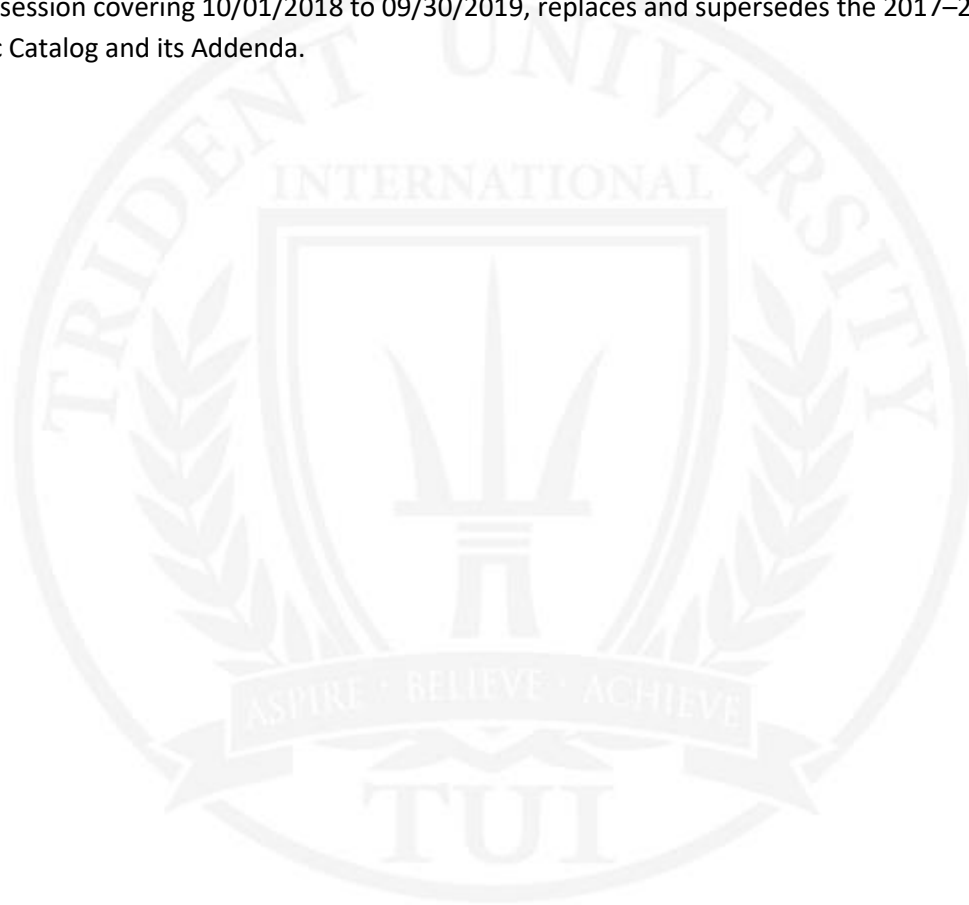 session covering 10/01/2018 to 09/30/2019, replaces and supersedes the 2017–2
Catalog and its Addenda.
TRIDENT UNIVERSITY
INTERNATIONAL
ASPIRE · BELIEVE · ACHIEVE
TUI